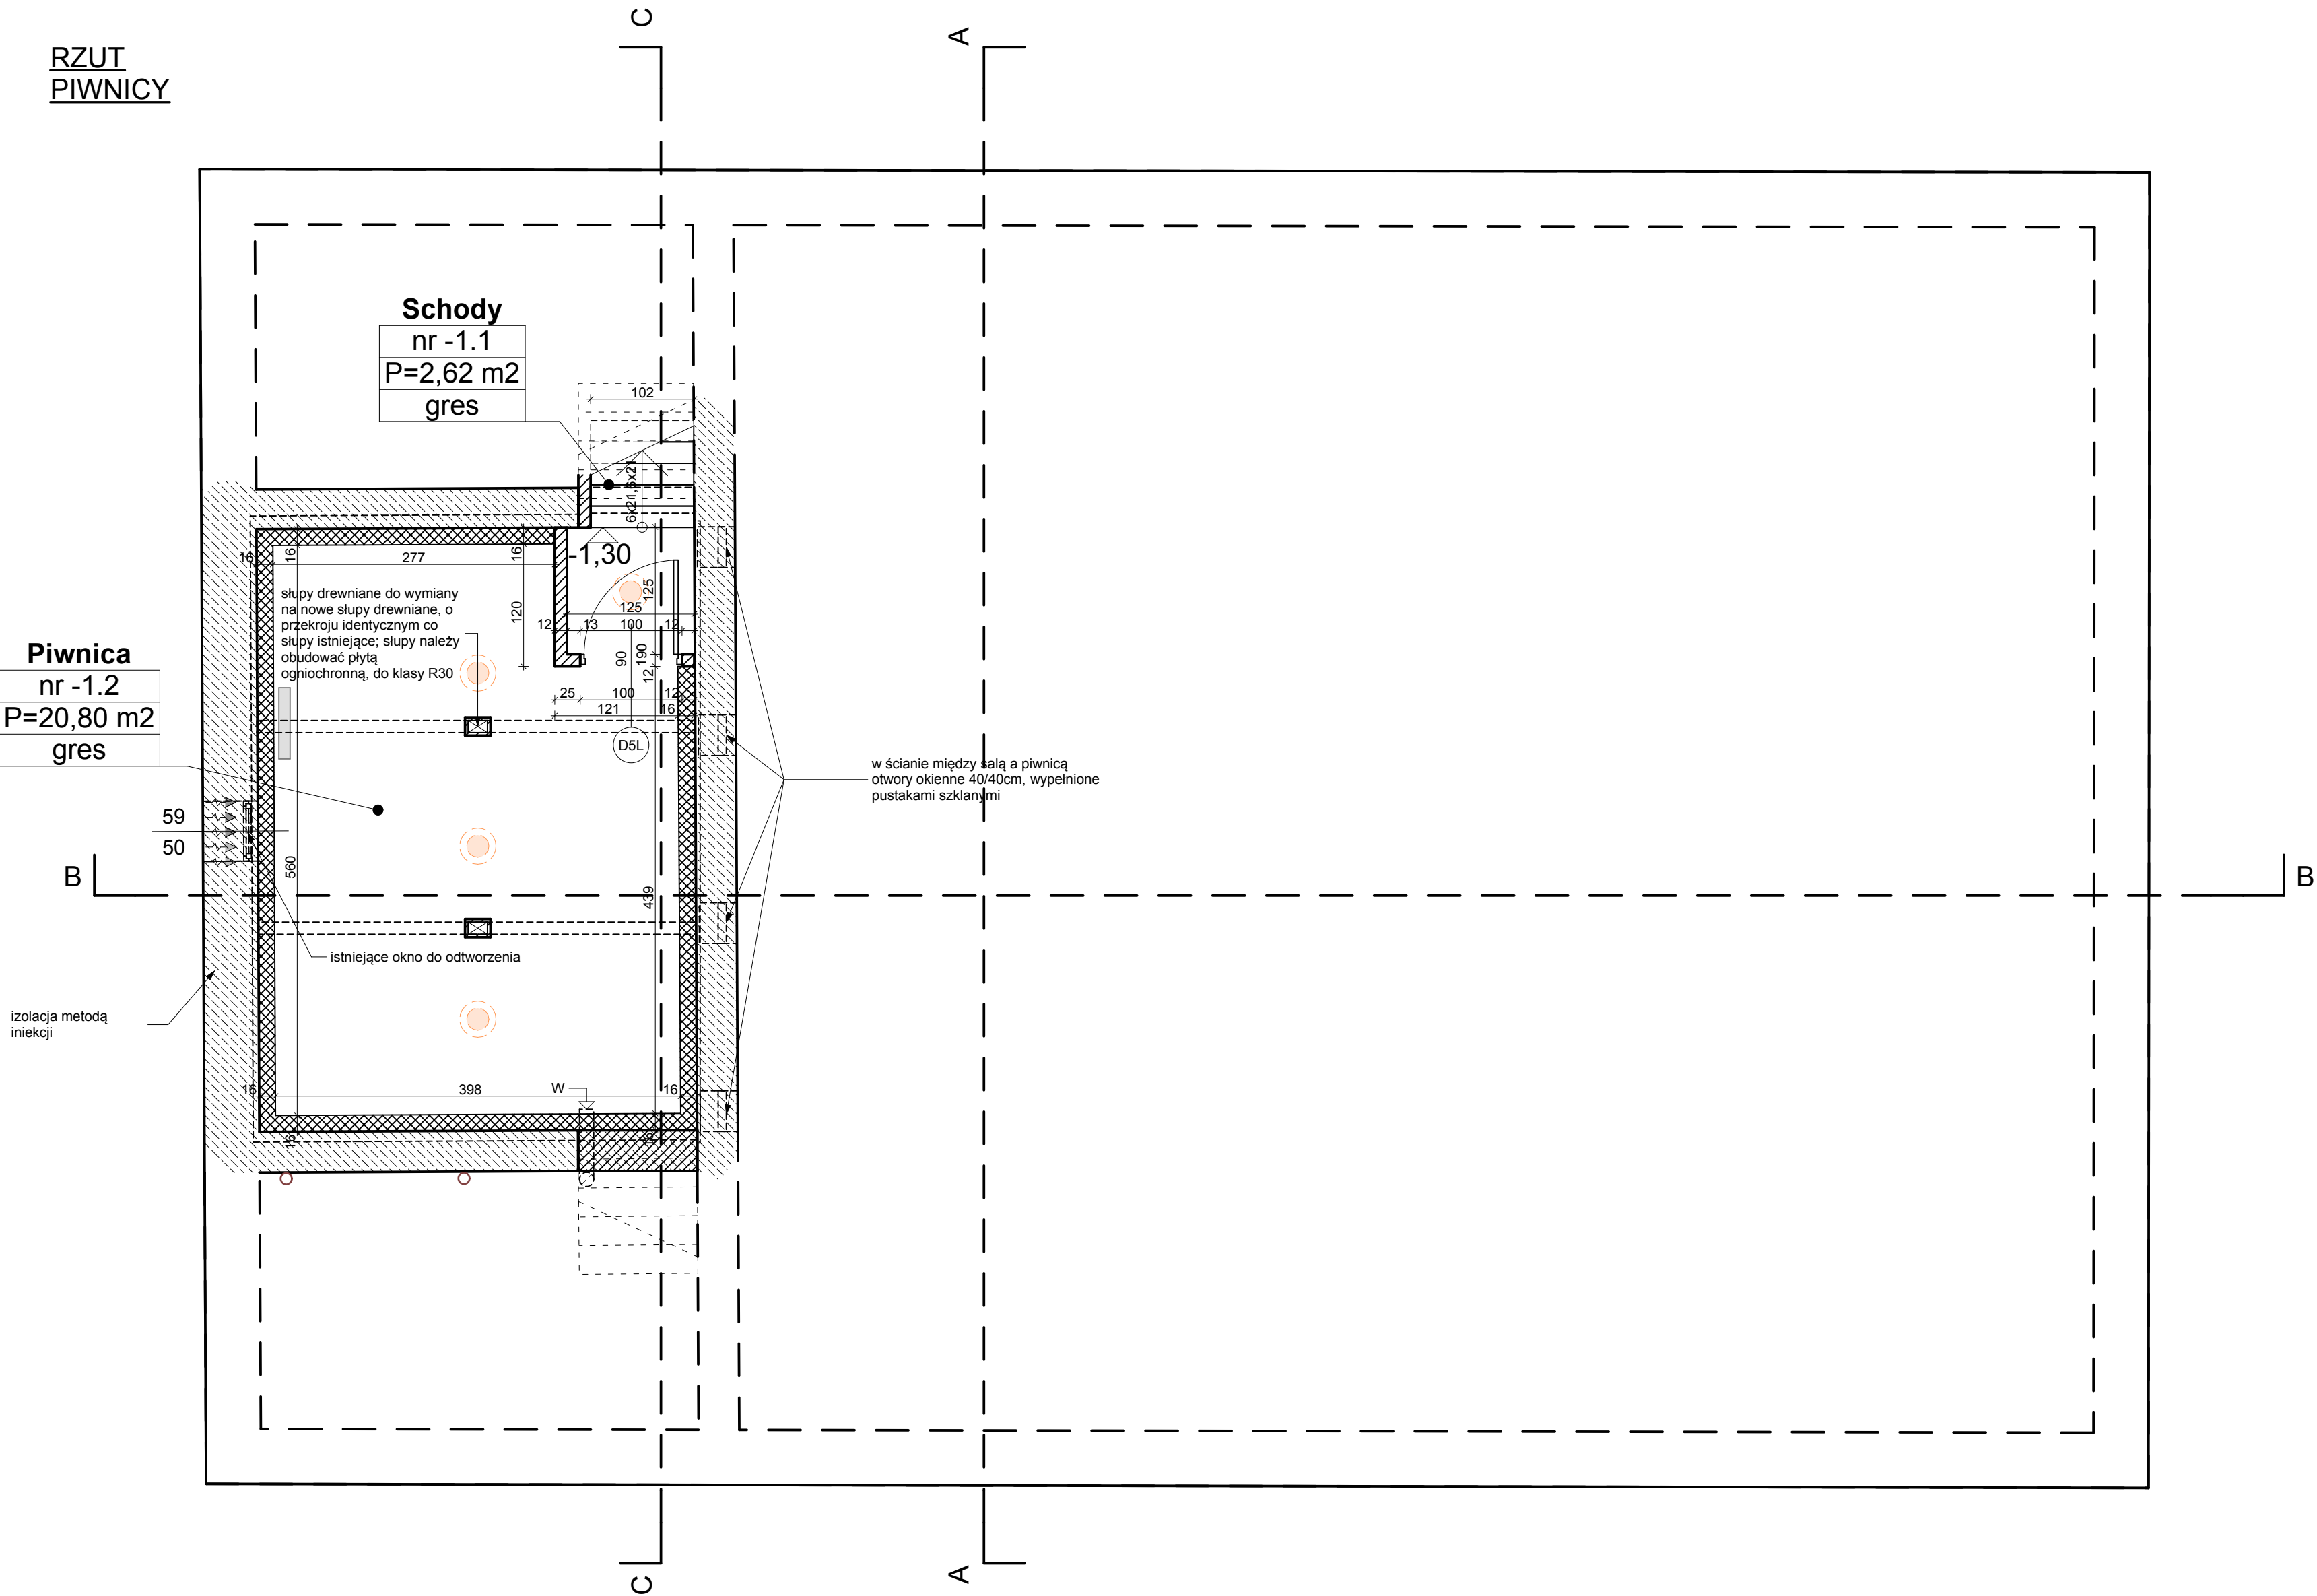 RZUT
PIWNICY
C
A
Schody
nr -1.1
P=2,62 m2
gres
102
6x21,6x21
-1,30
16
16
277
16
120
125
125
12
13
100
12
90
190
12
25
100
12
121
16
D5L
słupy drewniane do wymiany
na nowe słupy drewniane, o
przekroju identycznym co
słupy istniejące; słupy należy
obudować płytą
ogniochronną, do klasy R30
Piwnica
nr -1.2
P=20,80 m2
gres
w ścianie między salą a piwnicą
otwory okienne 40/40cm, wypełnione
pustakami szklanymi
59
50
560
439
B
B
istniejące okno do odtworzenia
izolacja metodą
iniekcji
16
398
W
16
16
16
C
A